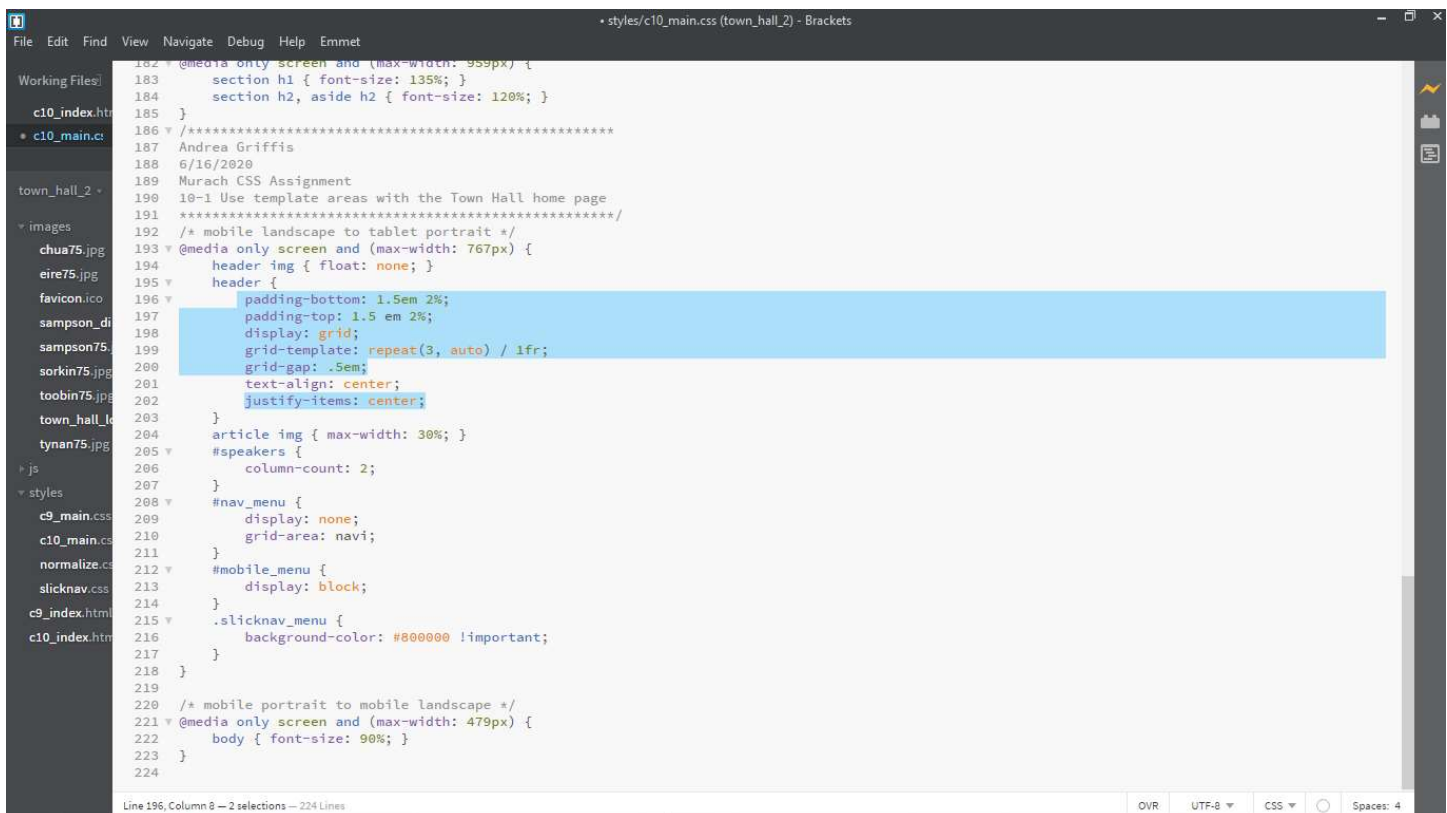 • styles/c10_main.css (town_hall_2) - Brackets
File Edit Find View Navigate Debug Help Emmet
Working Files
c10_index.htm
• c10_main.cs
town_hall_2
images
chua75.jpg
eire75.jpg
favicon.ico
sampson_di
sampson75.
sorkin75.jpg
toobin75.jpg
town_hall_lo
tynan75.jpg
js
styles
c9_main.css
c10_main.cs
normalize.cs
slicknav.css
c9_index.html
c10_index.htm
182 @media only screen and (max-width: 959px) {
183 section h1 { font-size: 135%; }
184 section h2, aside h2 { font-size: 120%; }
185 }
186 /****************************************************
187 Andrea Griffis
188 6/16/2020
189 Murach CSS Assignment
190 10-1 Use template areas with the Town Hall home page
191 *****************************************************/
192 /* mobile landscape to tablet portrait */
193 @media only screen and (max-width: 767px) {
194 header img { float: none; }
195 header {
196 padding-bottom: 1.5em 2%;
197 padding-top: 1.5 em 2%;
198 display: grid;
199 grid-template: repeat(3, auto) / 1fr;
200 grid-gap: .5em;
201 text-align: center;
202 justify-items: center;
203 }
204 article img { max-width: 30%; }
205 #speakers {
206 column-count: 2;
207 }
208 #nav_menu {
209 display: none;
210 grid-area: navi;
211 }
212 #mobile_menu {
213 display: block;
214 }
215 .slicknav_menu {
216 background-color: #800000 !important;
217 }
218 }
219
220 /* mobile portrait to mobile landscape */
221 @media only screen and (max-width: 479px) {
222 body { font-size: 90%; }
223 }
224
Line 196, Column 8 — 2 selections — 224 Lines
OVR UTF-8 CSS Spaces: 4